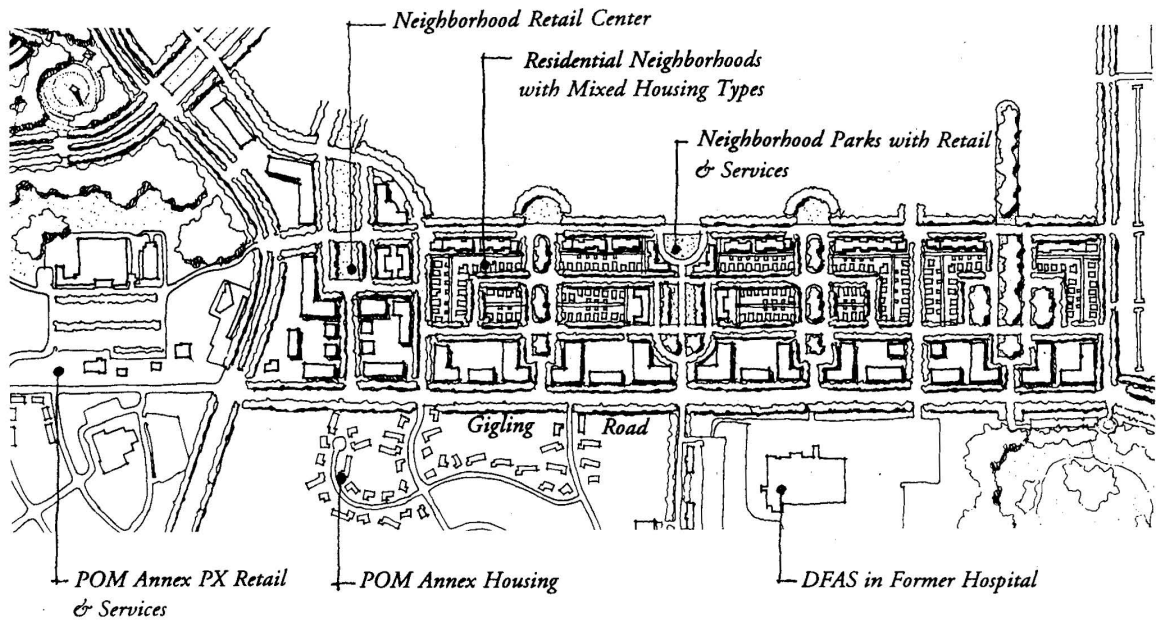 Neighborhood Retail Center
Residential Neighborhoods
with Mixed Housing Types
Neighborhood Parks with Retail
& Services
Gigling Road
POM Annex PX Retail
& Services
POM Annex Housing
DFAS in Former Hospital